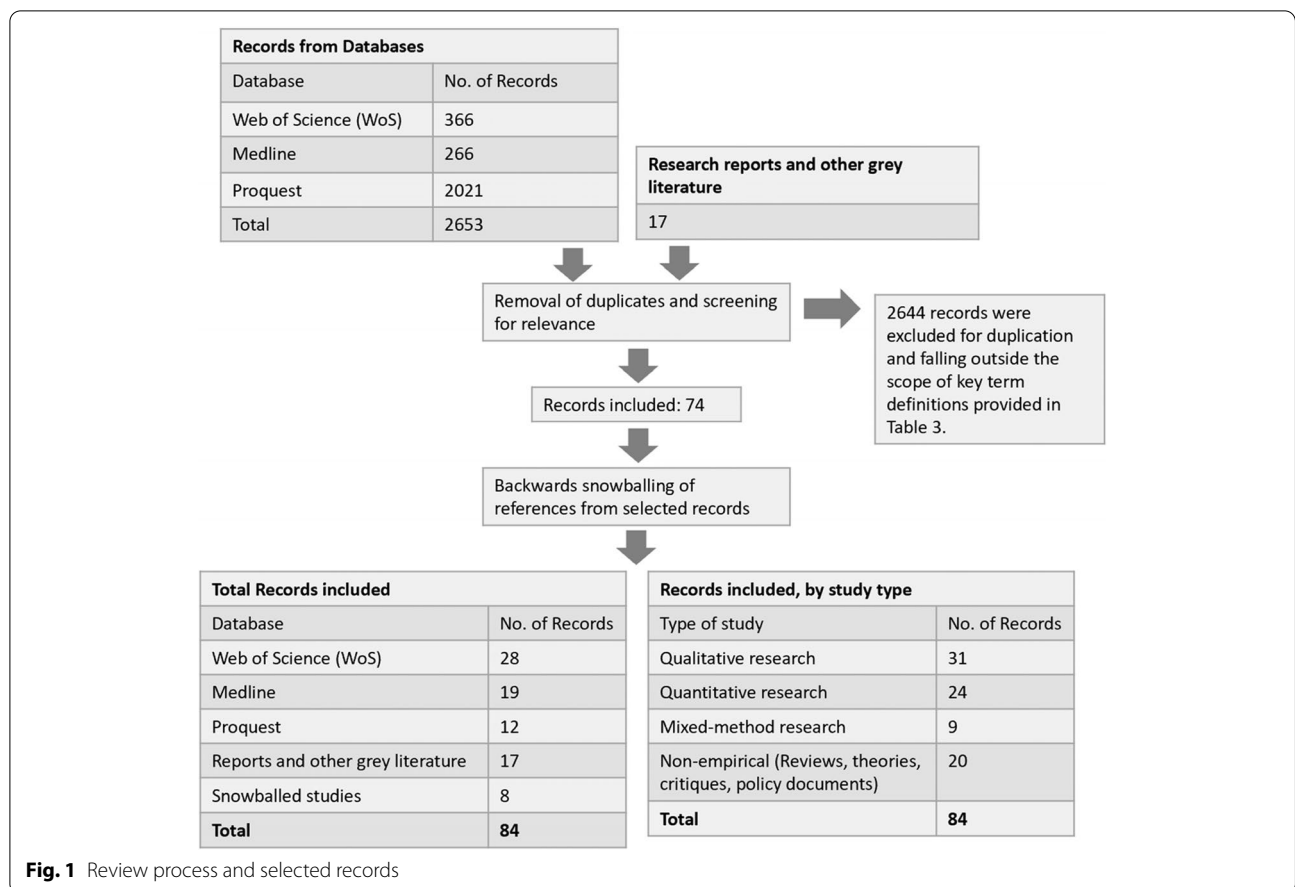 Records from Databases
Database No. of Records
Web of Science (WoS) 366
Medline 266
Proquest 2021
Total 2653
Research reports and other grey
literature
17
Removal of duplicates and screening
for relevance
2644 records were
excluded for duplication
and falling outside the
scope of key term
definitions provided in
Table 3.
Records included: 74
Backwards snowballing of
references from selected records
Total Records included
Database No. of Records
Web of Science (WoS) 28
Medline 19
Proquest 12
Reports and other grey literature 17
Snowballed studies 8
Total 84
Records included, by study type
Type of study No. of Records
Qualitative research 31
Quantitative research 24
Mixed-method research 9
Non-empirical (Reviews, theories, 20
critiques, policy documents)
Total 84
Fig. 1 Review process and selected records